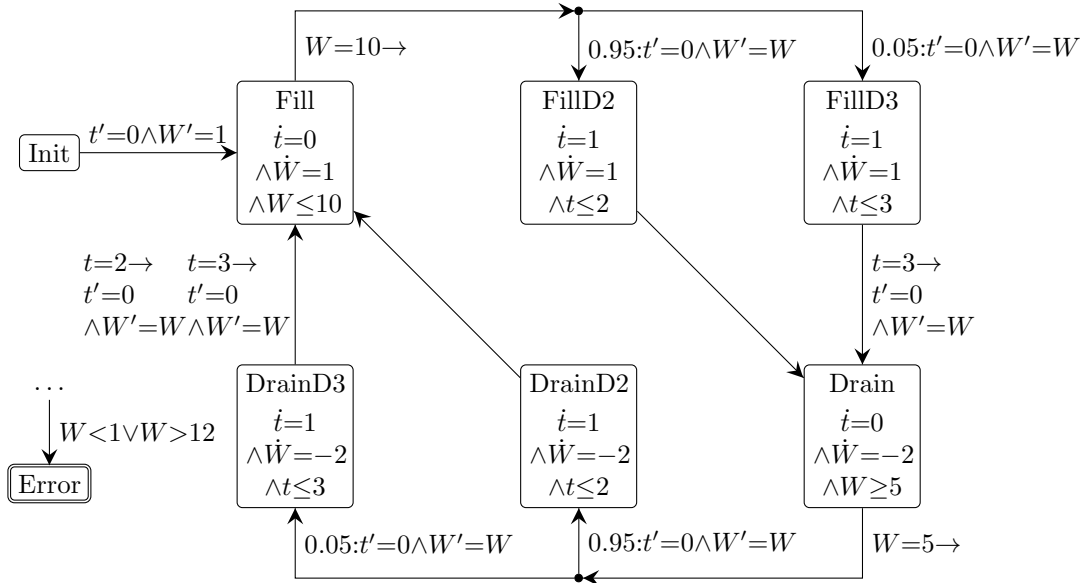 W=10→
0.95:t′=0∧W′=W
0.05:t′=0∧W′=W
Init
t′=0∧W′=1
Fill
ṫ=0
∧Ẇ=1
∧W≤10
FillD2
ṫ=1
∧Ẇ=1
∧t≤2
FillD3
ṫ=1
∧Ẇ=1
∧t≤3
t=2→
t′=0
∧W′=W
t=3→
t′=0
∧W′=W
t=3→
t′=0
∧W′=W
...
W<1∨W>12
Error
DrainD3
ṫ=1
∧Ẇ=−2
∧t≤3
DrainD2
ṫ=1
∧Ẇ=−2
∧t≤2
Drain
ṫ=0
∧Ẇ=−2
∧W≥5
0.05:t′=0∧W′=W
0.95:t′=0∧W′=W
W=5→